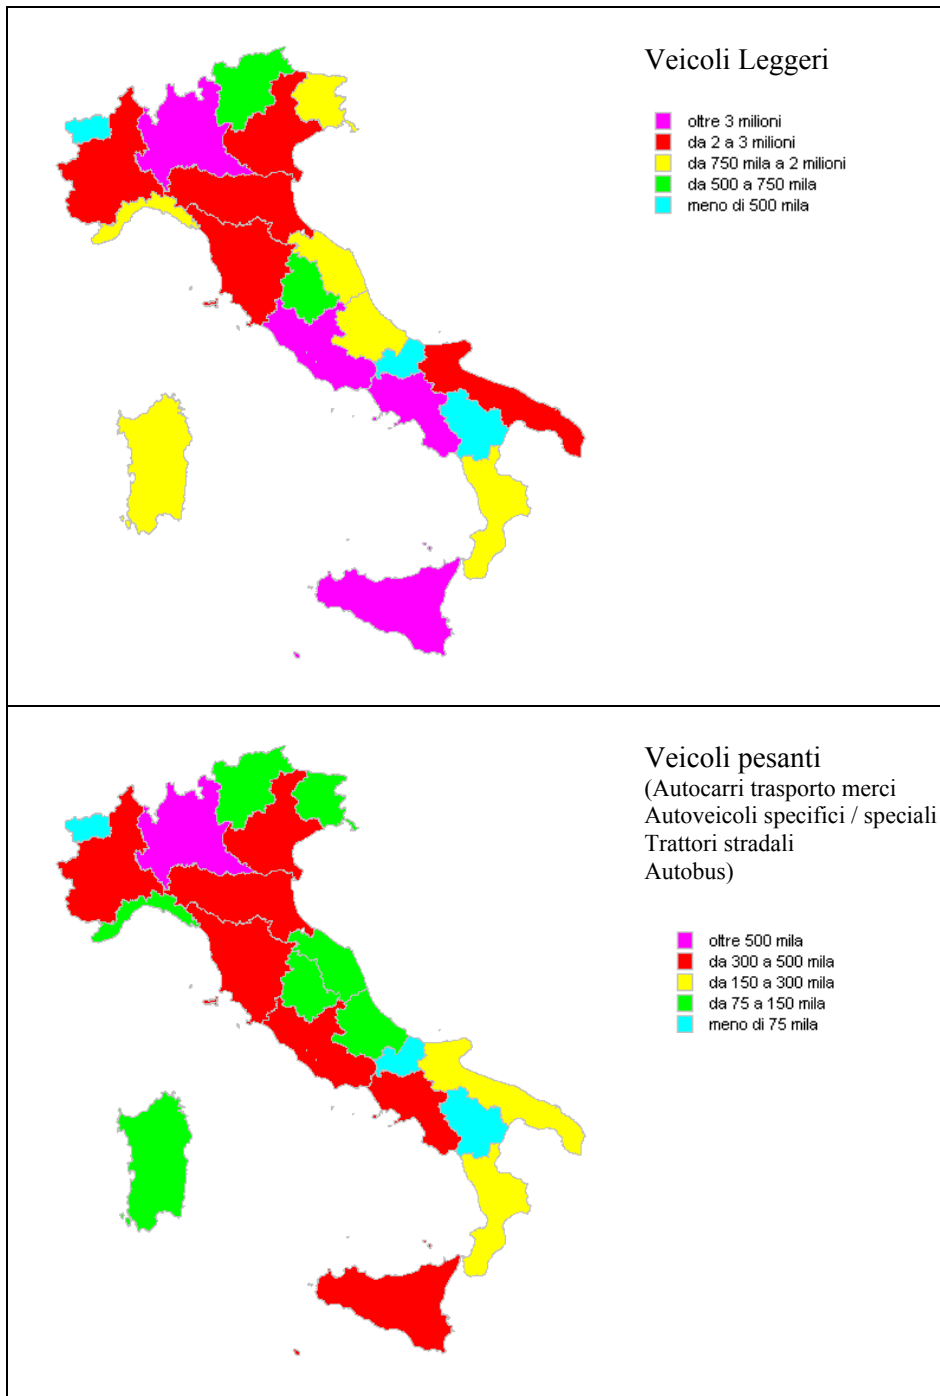 Veicoli Leggeri
oltre 3 milioni
da 2 a 3 milioni
da 750 mila a 2 milioni
da 500 a 750 mila
meno di 500 mila
Veicoli pesanti
(Autocarri trasporto merci
Autoveicoli specifici / speciali
Trattori stradali
Autobus)
oltre 500 mila
da 300 a 500 mila
da 150 a 300 mila
da 75 a 150 mila
meno di 75 mila